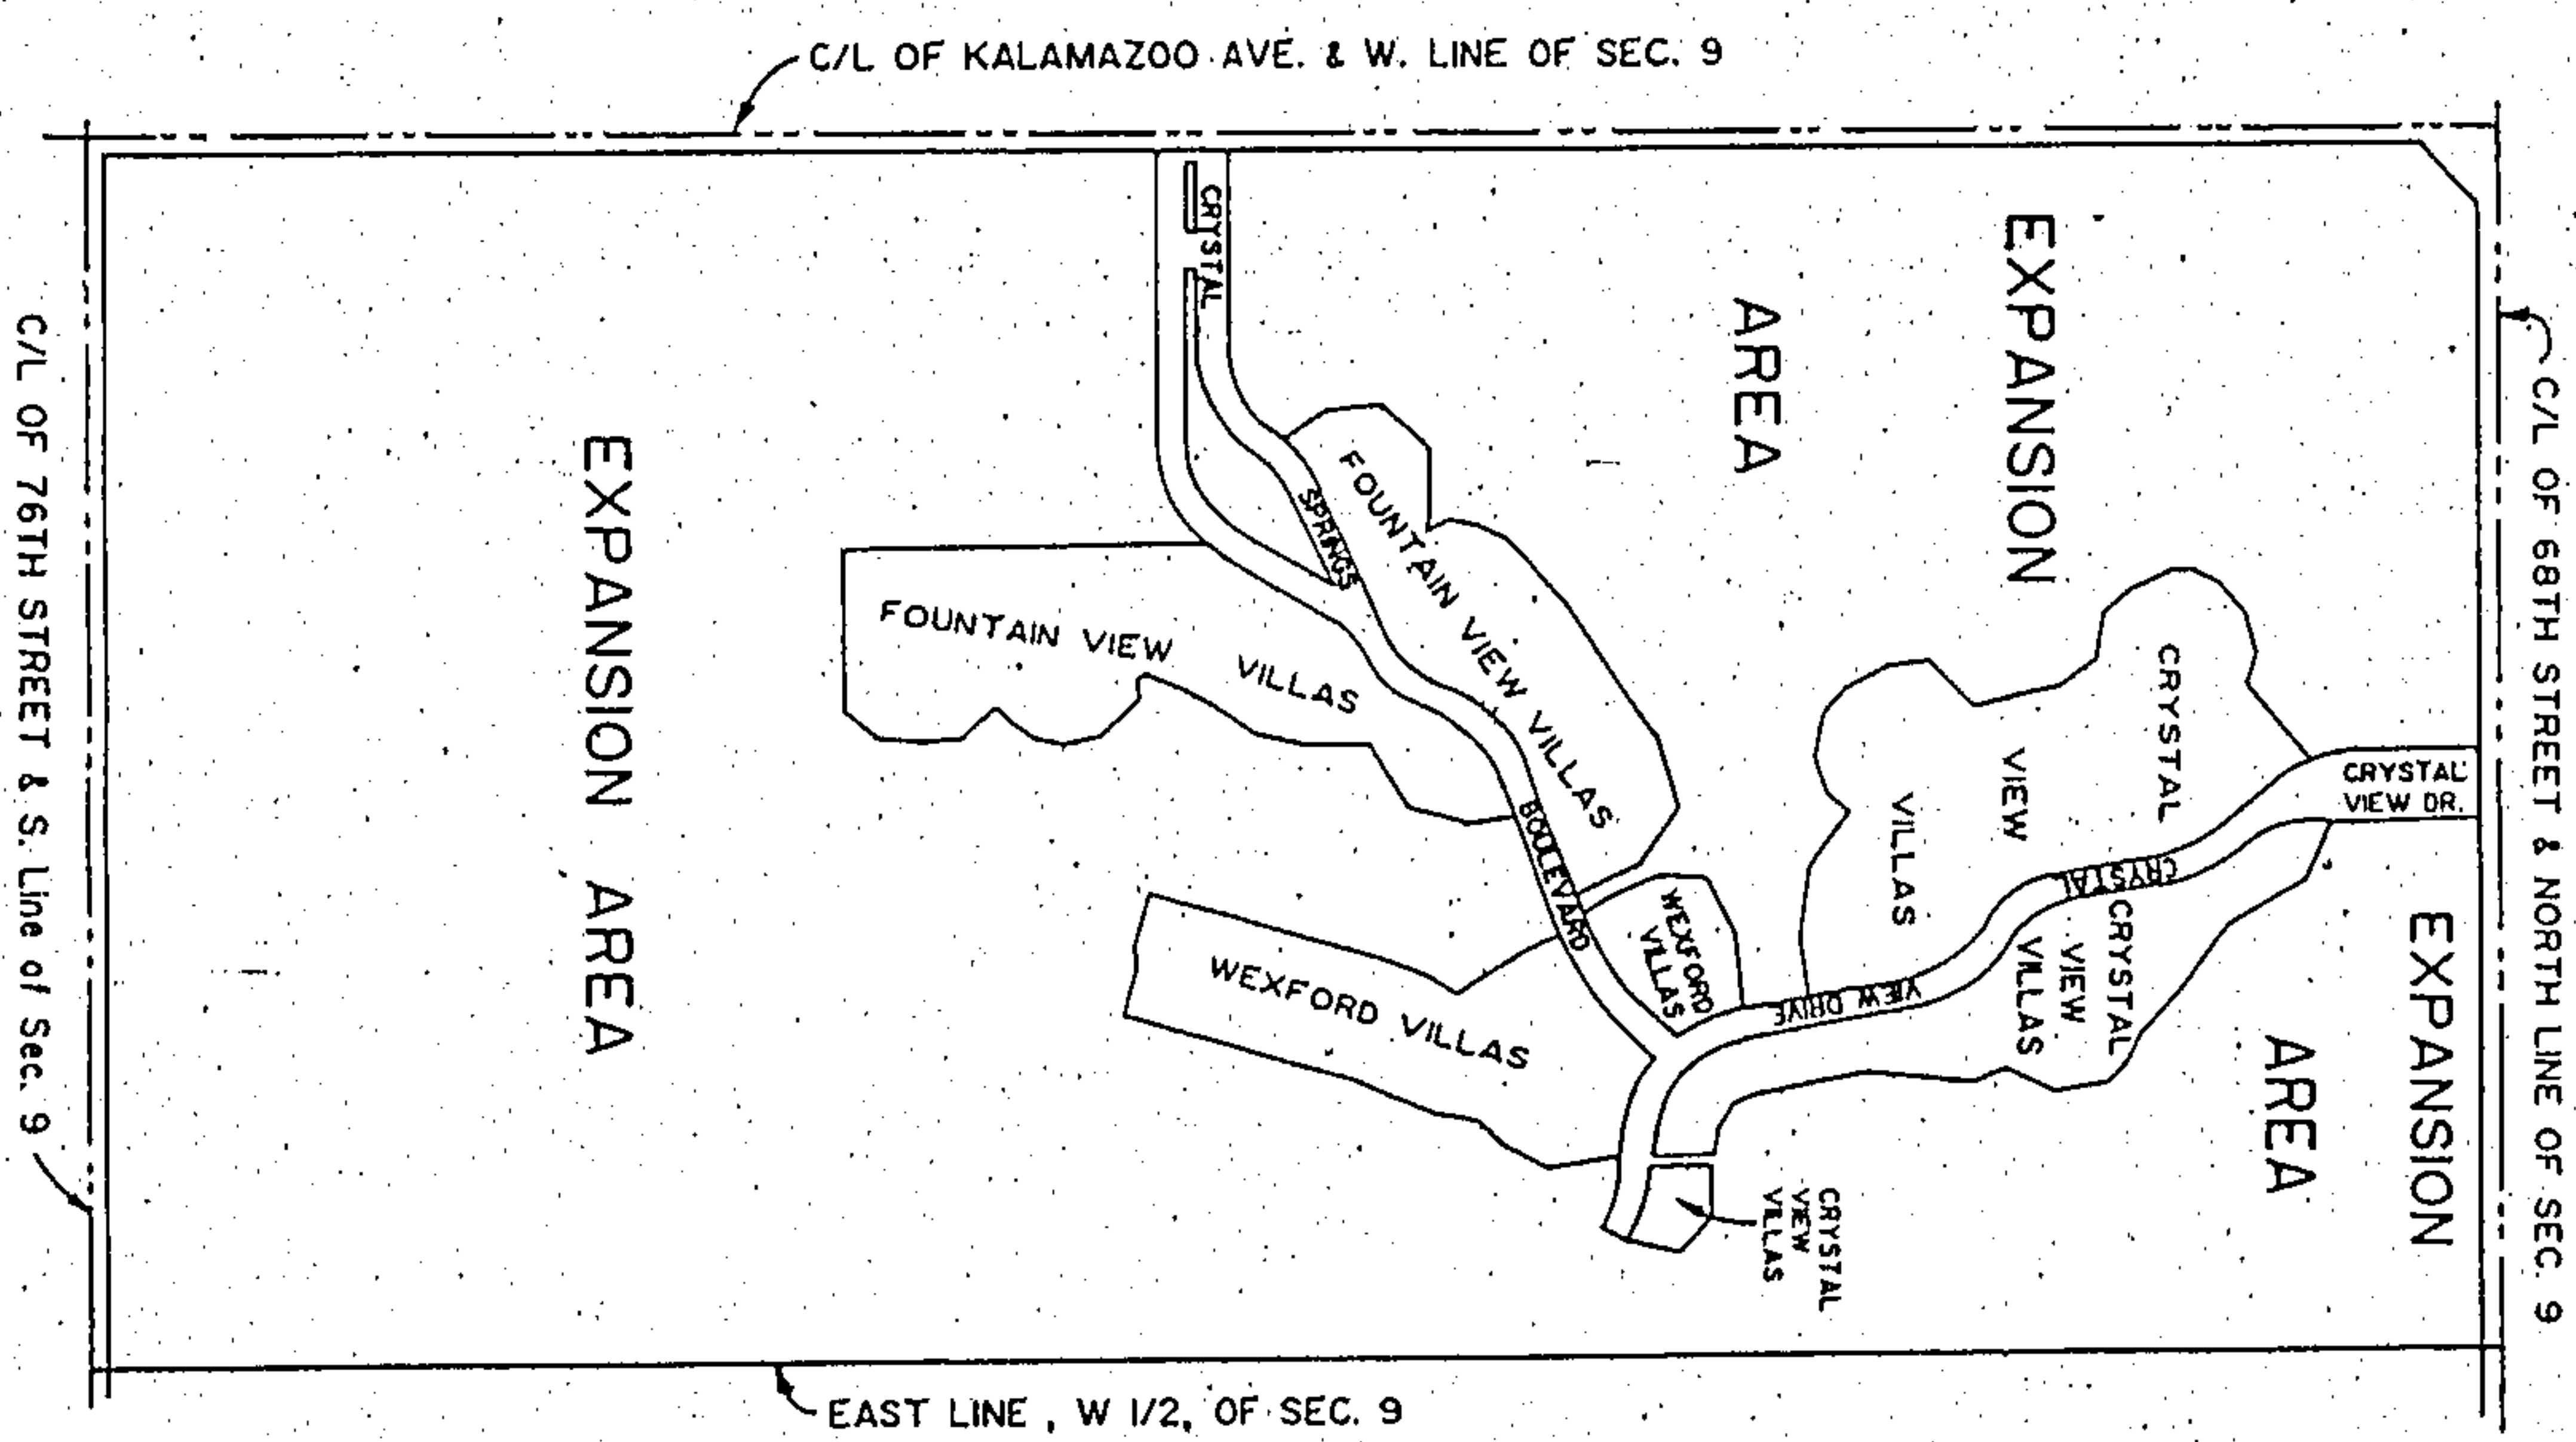 C/L OF KALAMAZOO AVE. & W. LINE OF SEC. 9
C/L OF 68TH STREET & NORTH LINE OF SEC. 9
C/L OF 76TH STREET & S. Line of Sec. 9
EAST LINE, W 1/2, OF SEC. 9
EXPANSION
AREA
EXPANSION AREA
EXPANSION
AREA
CRYSTAL
SPRINGS
BOULEVARD
FOUNTAIN VIEW VILLAS
FOUNTAIN VIEW VILLAS
WEXFORD
VILLAS
WEXFORD VILLAS
CRYSTAL
VIEW
VILLAS
CRYSTAL
VIEW DR.
CRYSTAL
VIEW DRIVE
CRYSTAL
VIEW
VILLAS
CRYSTAL
VIEW
VILLAS